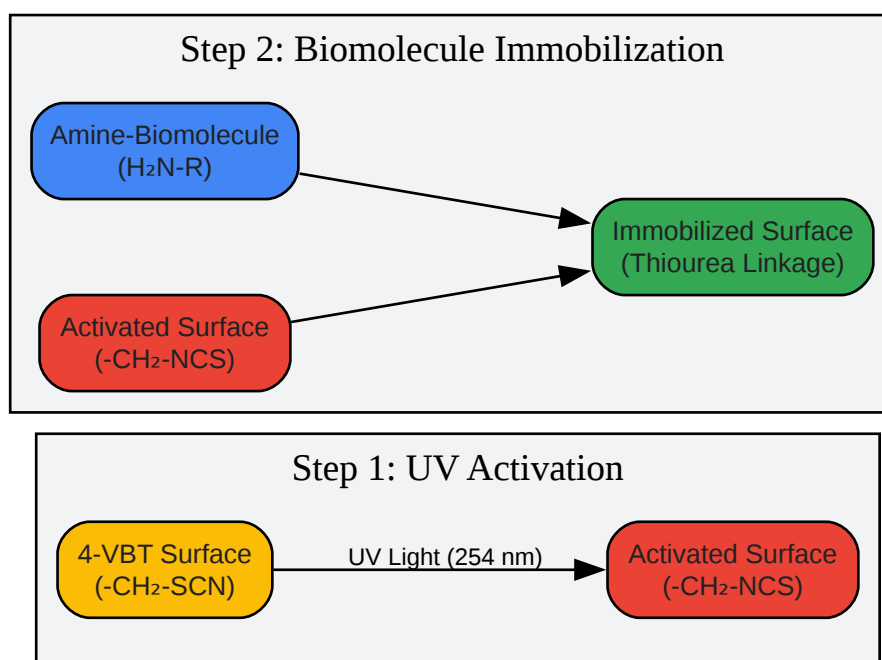 Step 2: Biomolecule Immobilization
Amine-Biomolecule
(H₂N-R)
Immobilized Surface
(Thiourea Linkage)
Activated Surface
(-CH₂-NCS)
Step 1: UV Activation
4-VBT Surface
(-CH₂-SCN)
UV Light (254 nm)
Activated Surface
(-CH₂-NCS)